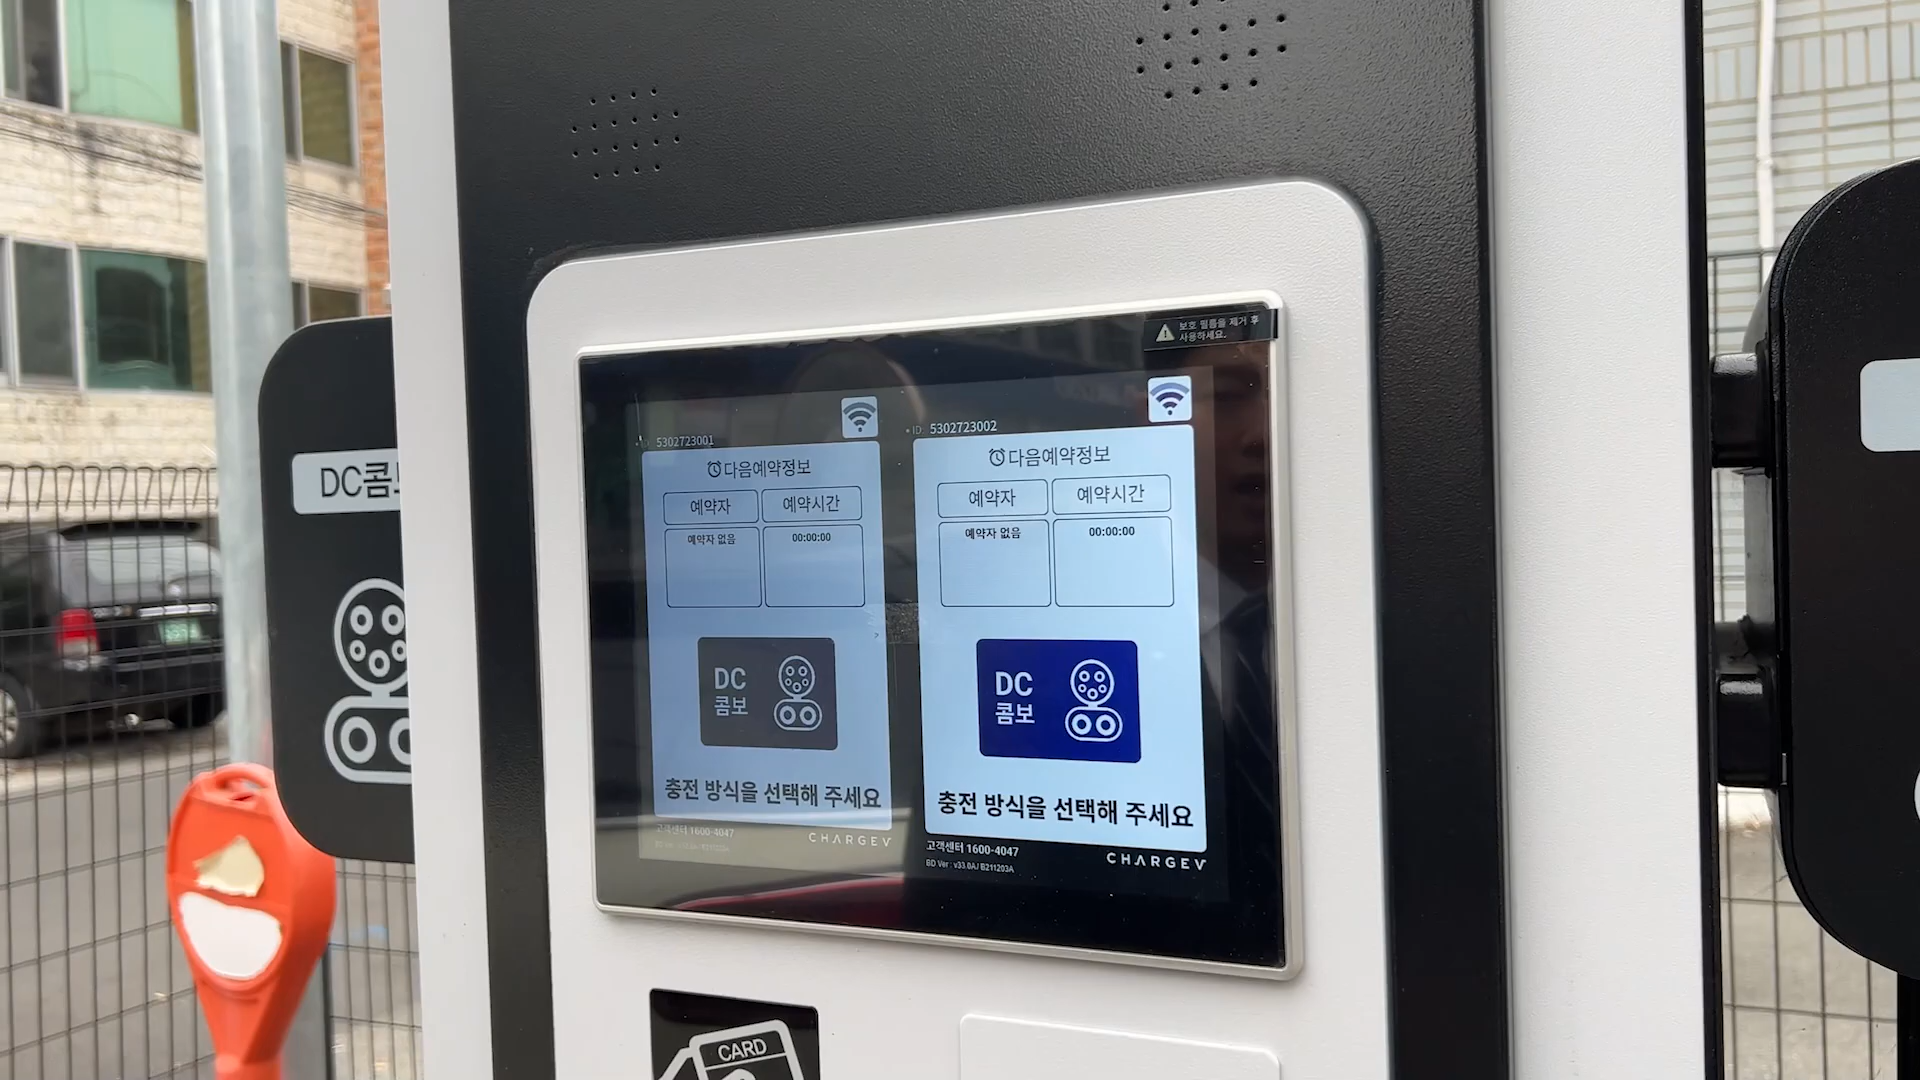 보호 필름을 제거 후
사용하세요.
ID: 5302723001
다음예약정보
예약자 예약시간
예약자 없음 00:00:00
DC
콤보
충전 방식을 선택해 주세요
고객센터 1600-4047
CHARGEV
ID: 5302723002
다음예약정보
예약자 예약시간
예약자 없음 00:00:00
DC
콤보
충전 방식을 선택해 주세요
고객센터 1600-4047
BD Ver : v33.0A/ B211203A
CHARGEV
DC콤
CARD